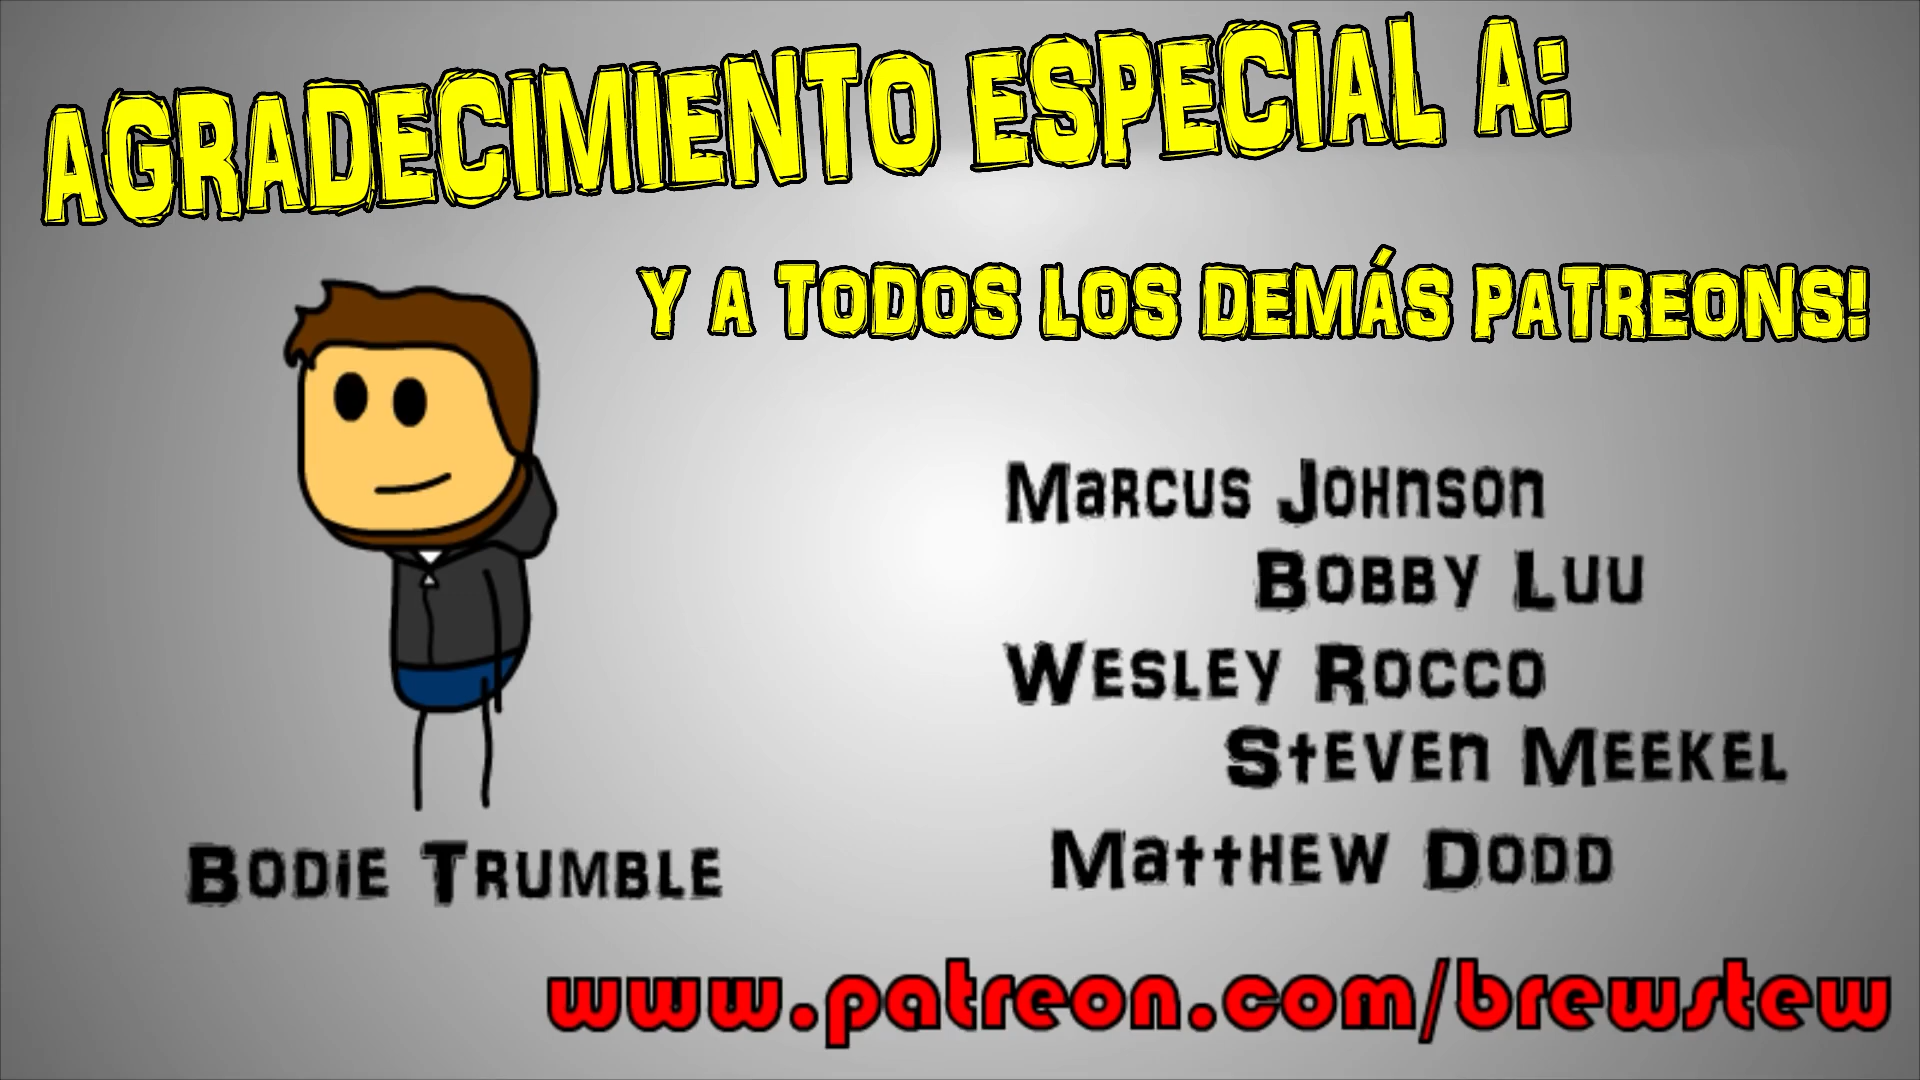 AGRADECIMIENTO ESPECIAL A:
Y A TODOS LOS DEMÁS PATREONS!
Marcus Johnson
Bobby Luu
Wesley Rocco
Steven Meekel
Matthew Dodd
Bodie Trumble
www.patreon.com/brewstew